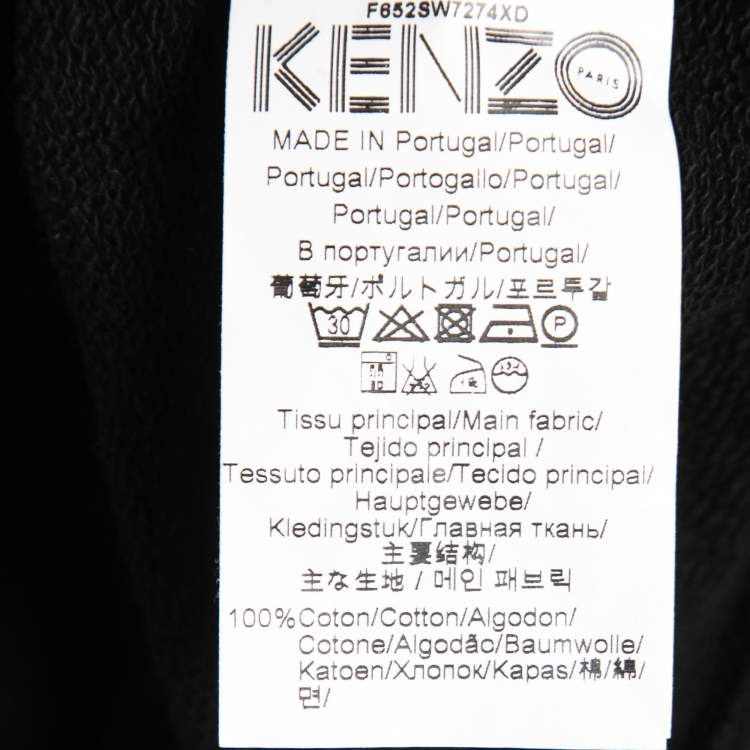 F652SW7274XD
KENZO
PARIS
MADE IN Portugal/Portugal/
Portugal/Portogallo/Portugal/
Portugal/Portugal/
В португалии/Portugal/
葡萄牙/ポルトガル/포르투갈
30 P
Tissu principal/Main fabric/
Tejido principal /
Tessuto principale/Tecido principal/
Hauptgewebe/
Kledingstuk/Главная ткань/
主要结构/
主な生地 / 메인 패브릭
100%Coton/Cotton/Algodon/
Cotone/Algodão/Baumwolle/
Katoen/Хлопок/Kapas/棉/綿/
면/